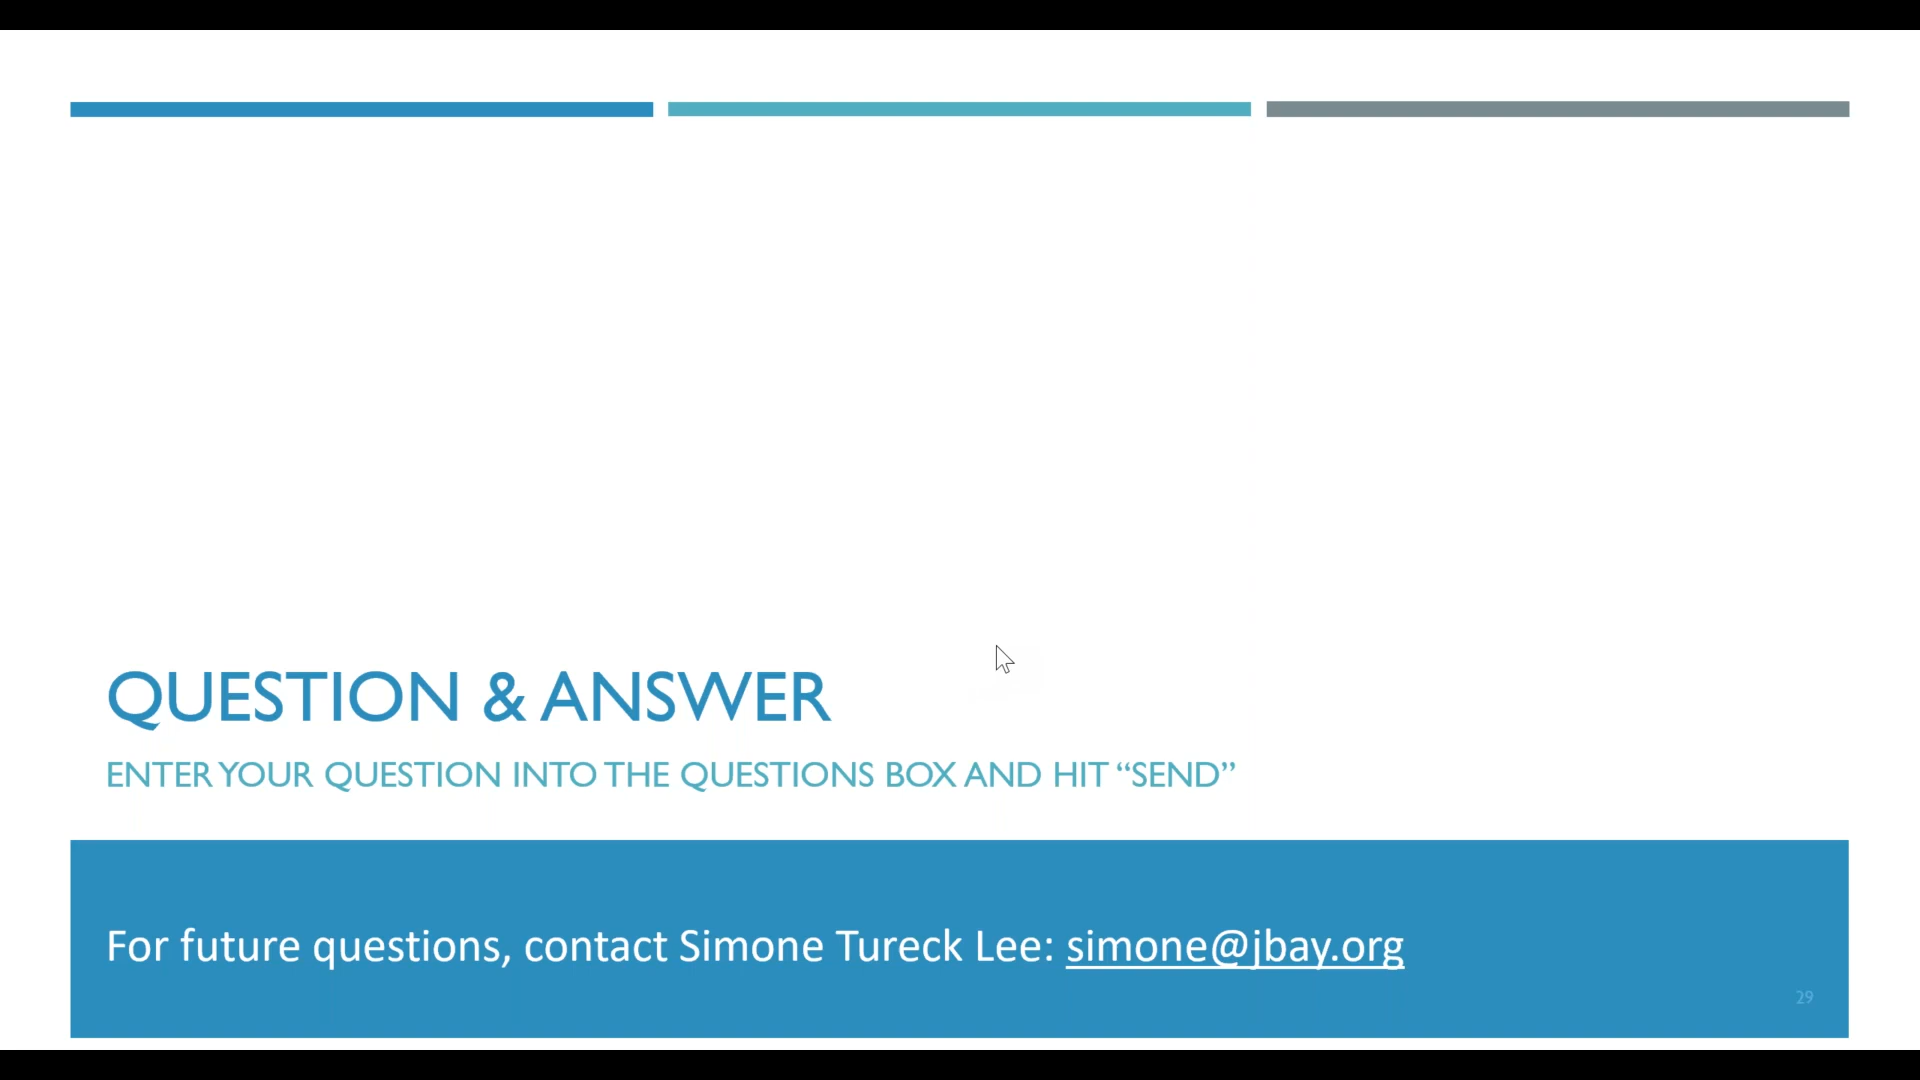 QUESTION & ANSWER
ENTER YOUR QUESTION INTO THE QUESTIONS BOX AND HIT “SEND”
For future questions, contact Simone Tureck Lee: simone@jbay.org
29